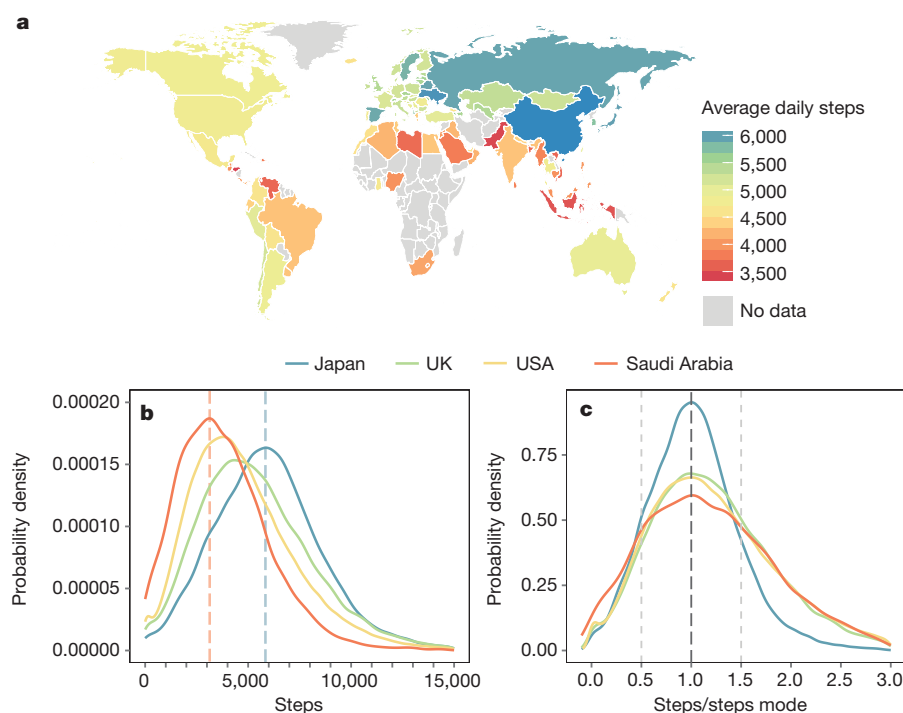 a
Average daily steps
6,000
5,500
5,000
4,500
4,000
3,500
No data
Japan UK USA Saudi Arabia
b
Probability density
0.00020
0.00015
0.00010
0.00005
0.00000
0 5,000 10,000 15,000
Steps
c
Probability density
0.75
0.50
0.25
0.00
0.0 0.5 1.0 1.5 2.0 2.5 3.0
Steps/steps mode